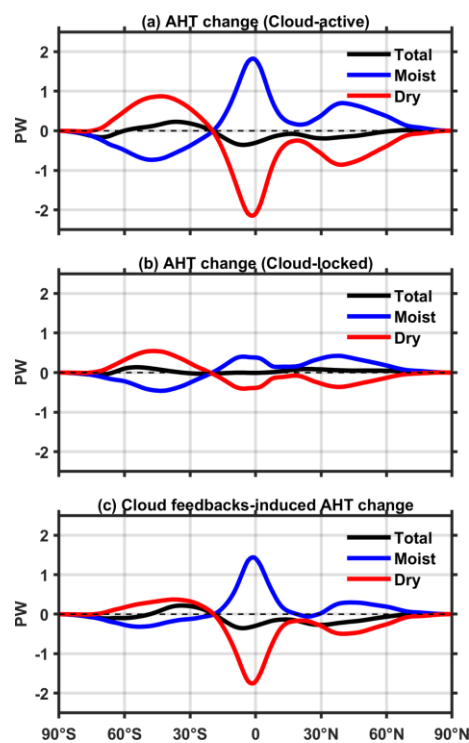 (a) AHT change (Cloud-active)
2
1
0
-1
-2
PW
Total
Moist
Dry
(b) AHT change (Cloud-locked)
2
1
0
-1
-2
PW
Total
Moist
Dry
(c) Cloud feedbacks-induced AHT change
2
1
0
-1
-2
PW
Total
Moist
Dry
90°S 60°S 30°S 0 30°N 60°N 90°N